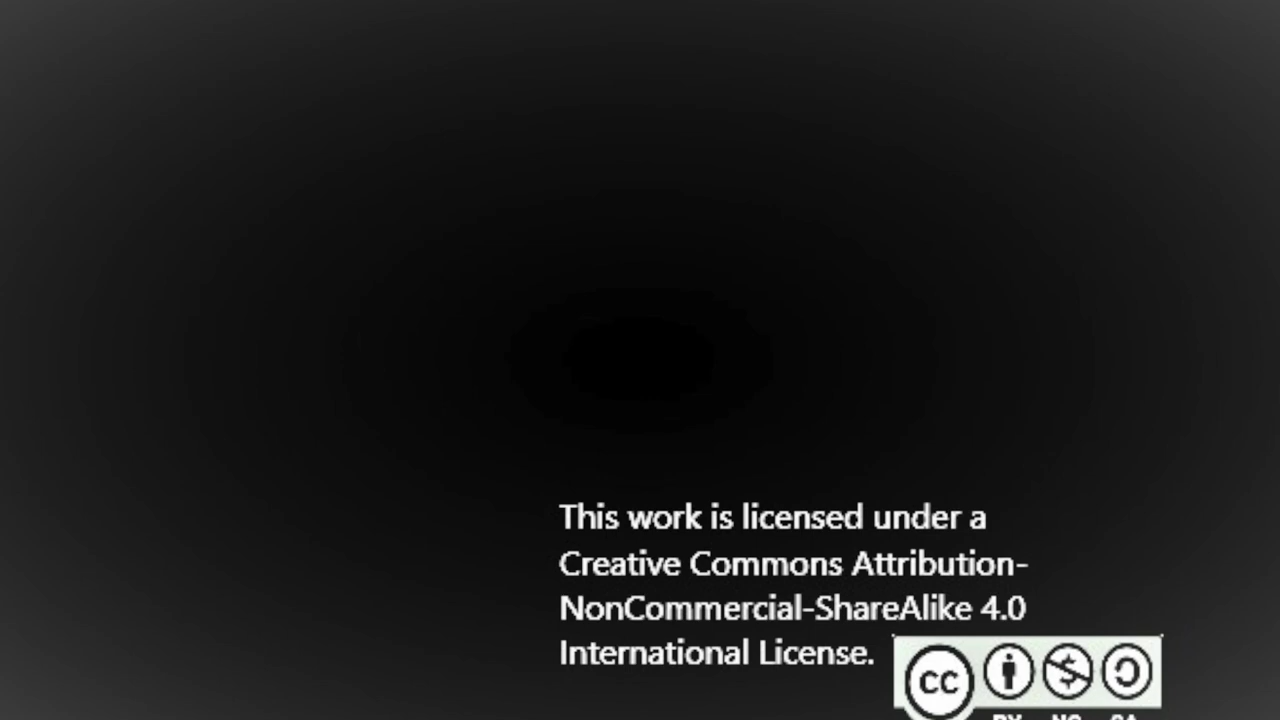 This work is licensed under a
Creative Commons Attribution-
NonCommercial-ShareAlike 4.0
International License.
cc